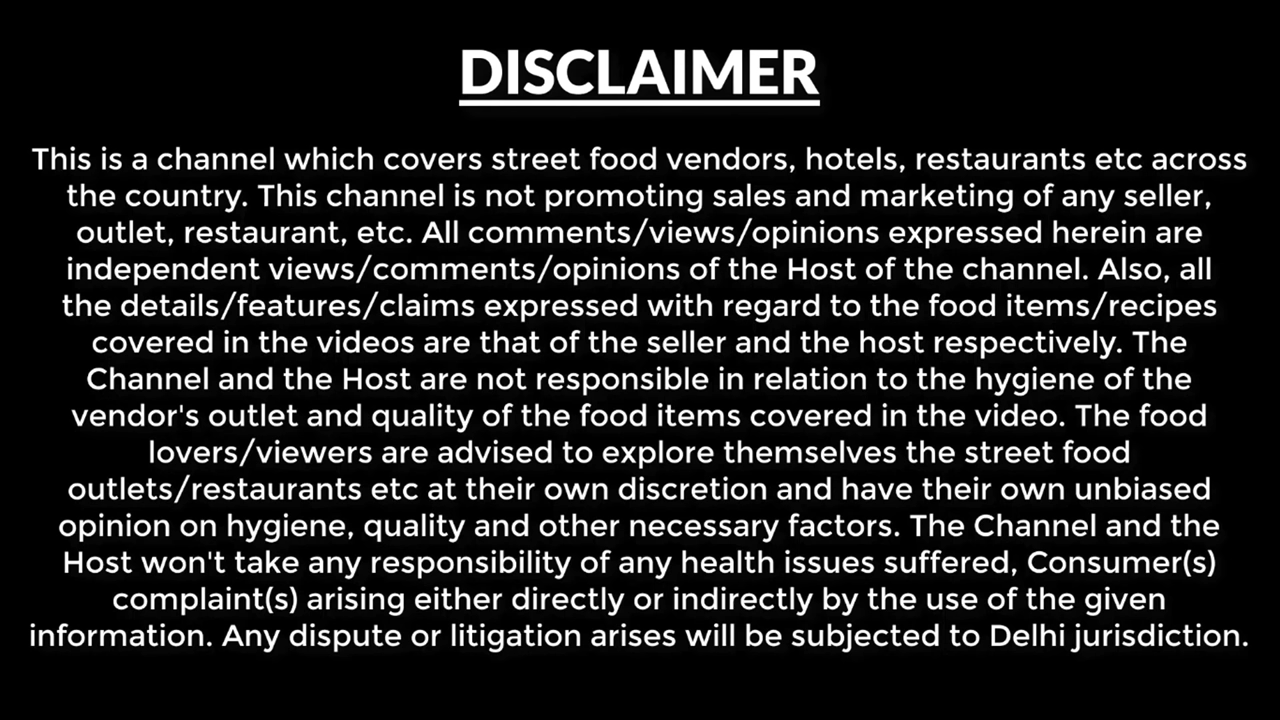 DISCLAIMER
This is a channel which covers street food vendors, hotels, restaurants etc across
the country. This channel is not promoting sales and marketing of any seller,
outlet, restaurant, etc. All comments/views/opinions expressed herein are
independent views/comments/opinions of the Host of the channel. Also, all
the details/features/claims expressed with regard to the food items/recipes
covered in the videos are that of the seller and the host respectively. The
Channel and the Host are not responsible in relation to the hygiene of the
vendor's outlet and quality of the food items covered in the video. The food
lovers/viewers are advised to explore themselves the street food
outlets/restaurants etc at their own discretion and have their own unbiased
opinion on hygiene, quality and other necessary factors. The Channel and the
Host won't take any responsibility of any health issues suffered, Consumer(s)
complaint(s) arising either directly or indirectly by the use of the given
information. Any dispute or litigation arises will be subjected to Delhi jurisdiction.